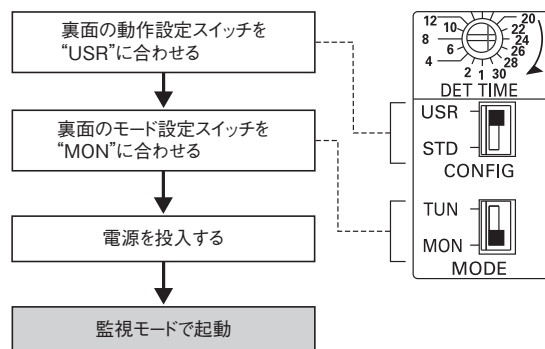 裏面の動作設定スイッチを
“USR”に合わせる
裏面のモード設定スイッチを
“MON”に合わせる
電源を投入する
監視モードで起動
12
10
8
6
4
2
1
30
28
26
24
22
20
DET TIME
USR
STD
CONFIG
TUN
MON
MODE